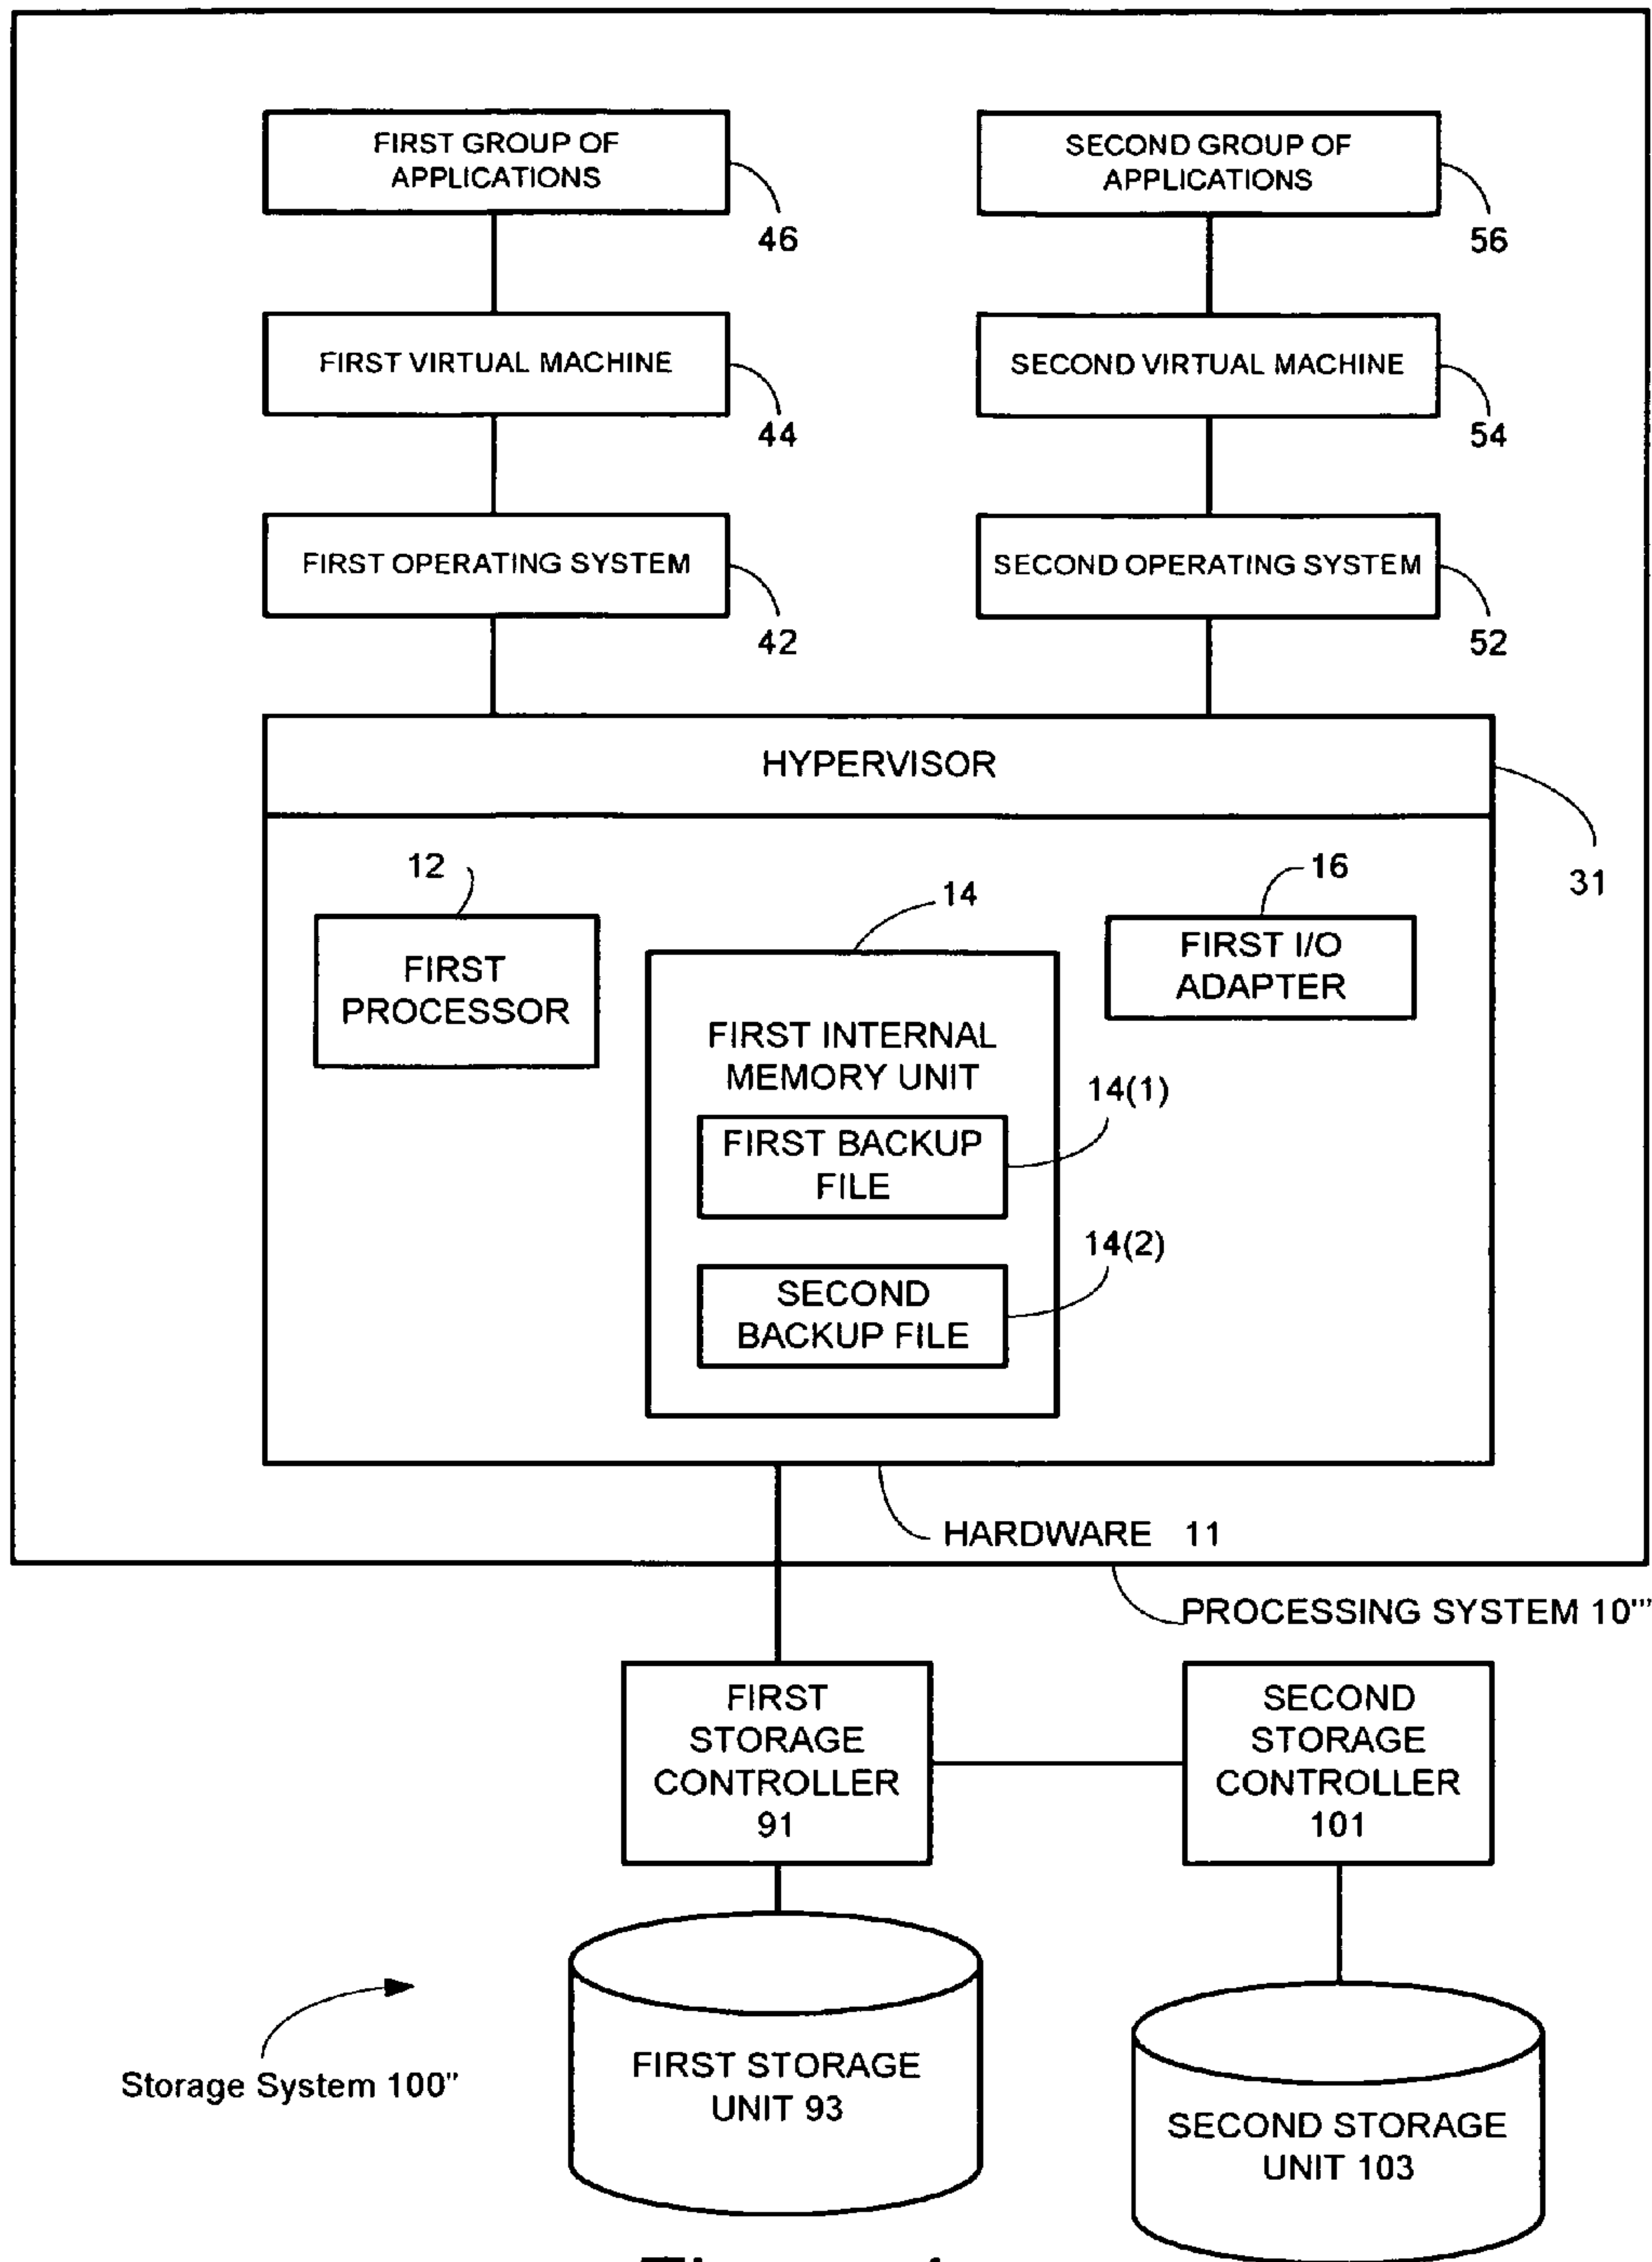 FIRST GROUP OF
APPLICATIONS
46
SECOND GROUP OF
APPLICATIONS
56
FIRST VIRTUAL MACHINE
44
SECOND VIRTUAL MACHINE
54
FIRST OPERATING SYSTEM
42
SECOND OPERATING SYSTEM
52
HYPERVISOR
31
12
FIRST
PROCESSOR
14
FIRST INTERNAL
MEMORY UNIT
16
FIRST I/O
ADAPTER
14(1)
FIRST BACKUP
FILE
14(2)
SECOND
BACKUP FILE
HARDWARE 11
PROCESSING SYSTEM 10'''
FIRST
STORAGE
CONTROLLER
91
SECOND
STORAGE
CONTROLLER
101
Storage System 100"
FIRST STORAGE
UNIT 93
SECOND STORAGE
UNIT 103